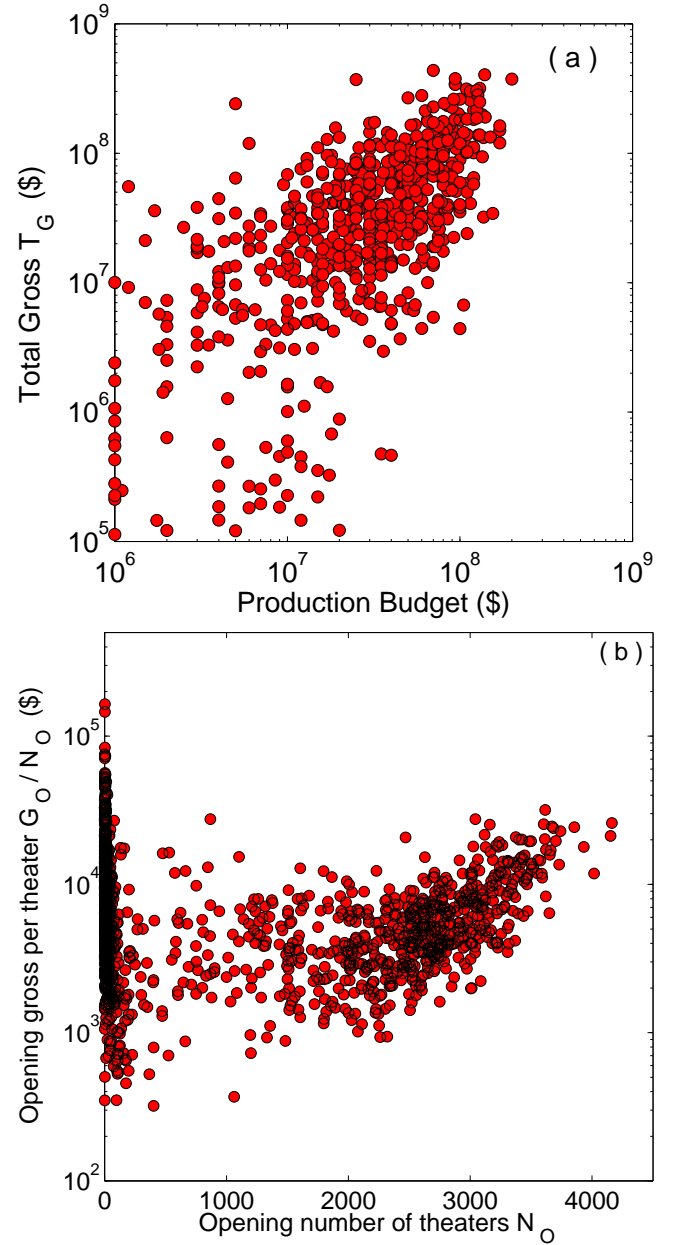 ( a )
Total Gross T_G ($)
10^9
10^8
10^7
10^6
10^5
10^6 10^7 10^8 10^9
Production Budget ($)
( b )
Opening gross per theater G_O / N_O ($)
10^5
10^4
10^3
10^2
0 1000 2000 3000 4000
Opening number of theaters N_O